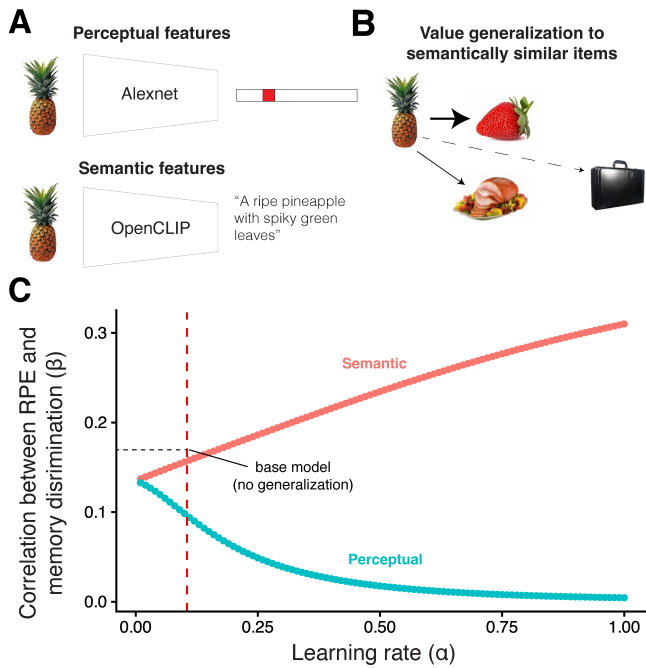 A
Perceptual features
Alexnet
Semantic features
OpenCLIP
“A ripe pineapple
with spiky green
leaves”
B
Value generalization to
semantically similar items
C
Correlation between RPE and
memory disrimination (β)
0.3
0.2
0.1
0.0
Semantic
base model
(no generalization)
Perceptual
0.00
0.25
0.50
0.75
1.00
Learning rate (α)